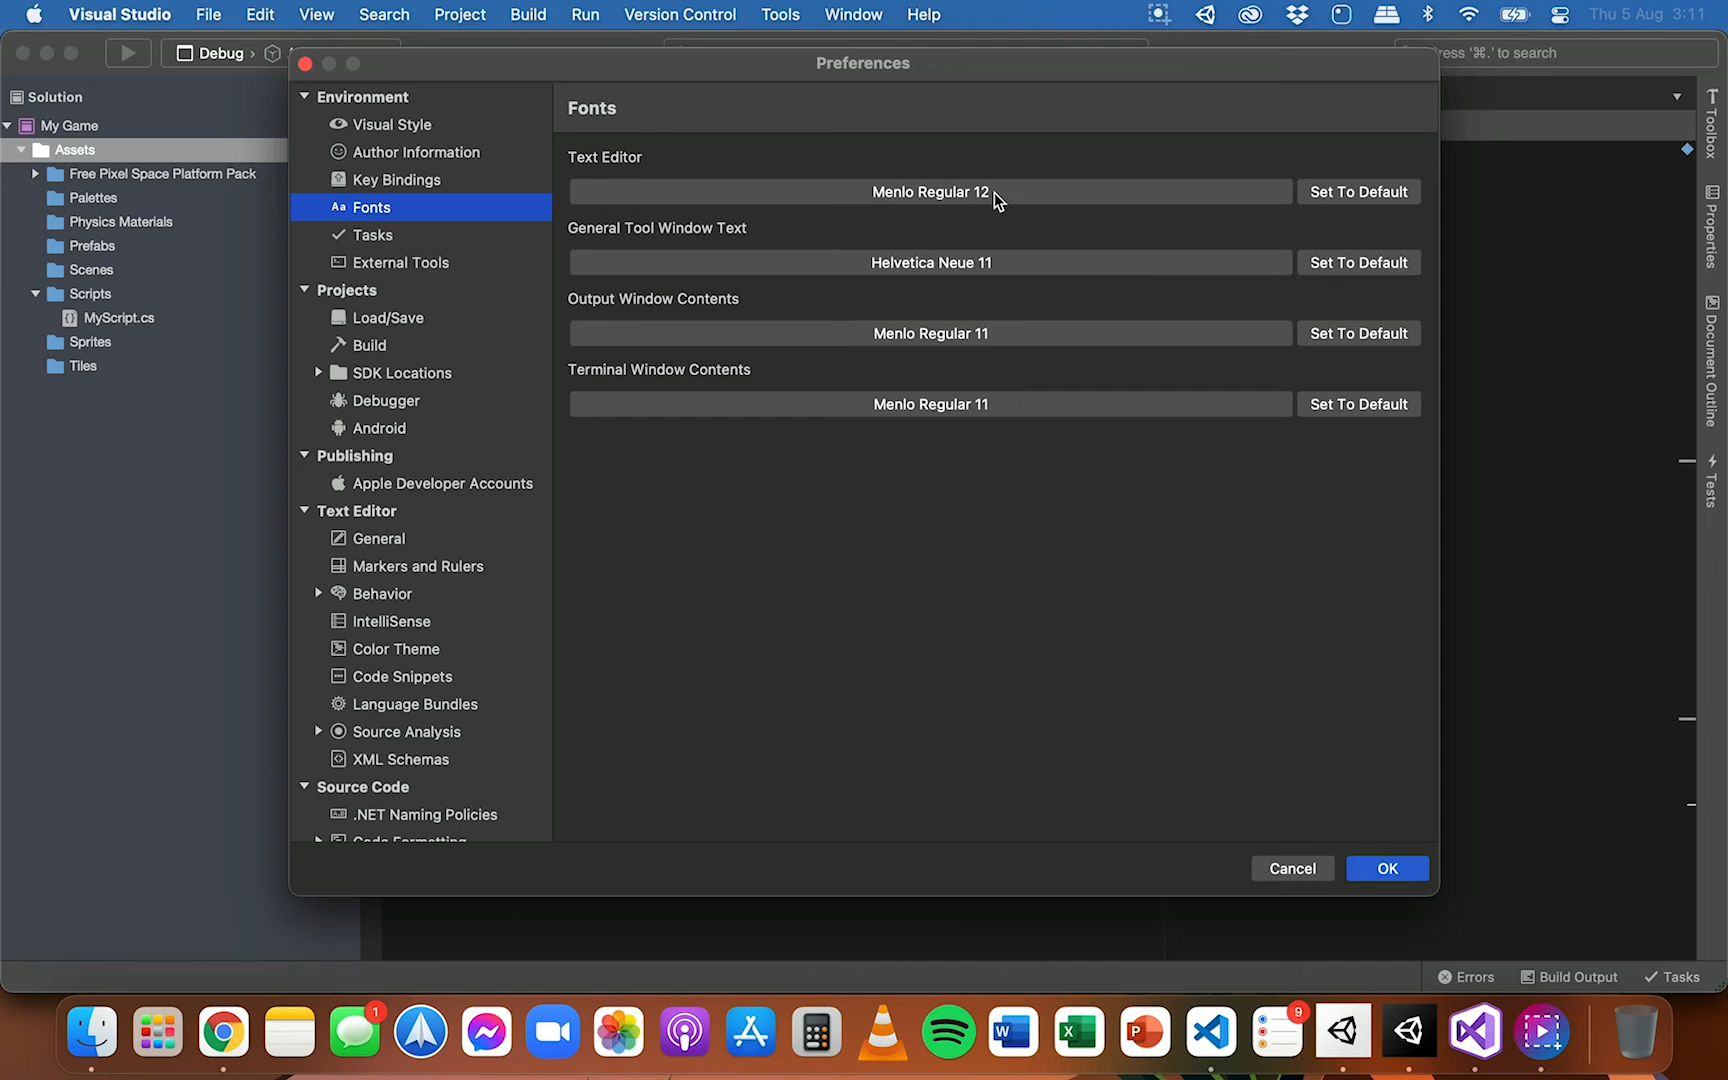 Visual Studio File Edit View Search Project Build Run Version Control Tools Window Help Thu 5 Aug 3:11
Debug ›
Preferences
'⌘.' to search
Solution
My Game
Assets
Free Pixel Space Platform Pack
Palettes
Physics Materials
Prefabs
Scenes
Scripts
MyScript.cs
Sprites
Tiles
Environment
Visual Style
Author Information
Key Bindings
Aa Fonts
Tasks
External Tools
Projects
Load/Save
Build
SDK Locations
Debugger
Android
Publishing
Apple Developer Accounts
Text Editor
General
Markers and Rulers
Behavior
IntelliSense
Color Theme
Code Snippets
Language Bundles
Source Analysis
XML Schemas
Source Code
.NET Naming Policies
Code Formatting
Fonts
Text Editor
Menlo Regular 12 Set To Default
General Tool Window Text
Helvetica Neue 11 Set To Default
Output Window Contents
Menlo Regular 11 Set To Default
Terminal Window Contents
Menlo Regular 11 Set To Default
Cancel OK
Toolbox
Properties
Document Outline
Tests
Errors Build Output Tasks
1
9
W
X
P